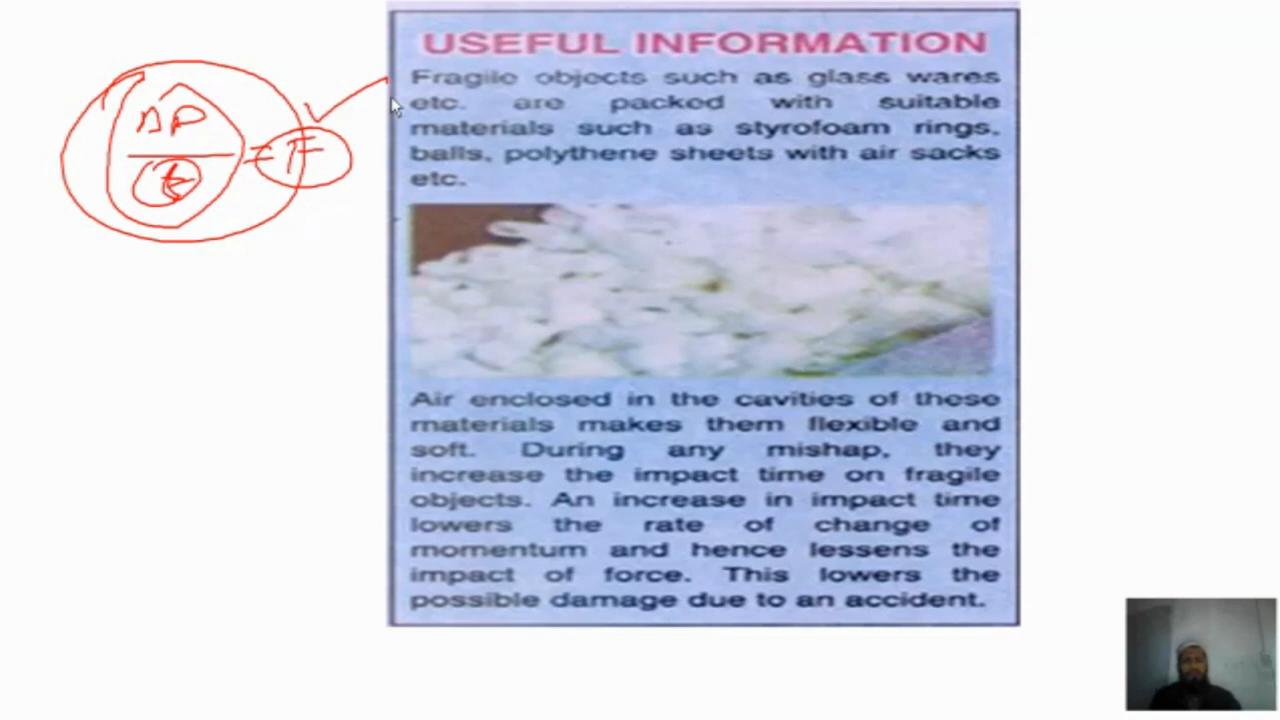 USEFUL INFORMATION
Fragile objects such as glass wares
etc. are packed with suitable
materials such as styrofoam rings,
balls, polythene sheets with air sacks
etc.
Air enclosed in the cavities of these
materials makes them flexible and
soft. During any mishap, they
increase the impact time on fragile
objects. An increase in impact time
lowers the rate of change of
momentum and hence lessens the
impact of force. This lowers the
possible damage due to an accident.
ΔP
t
= F